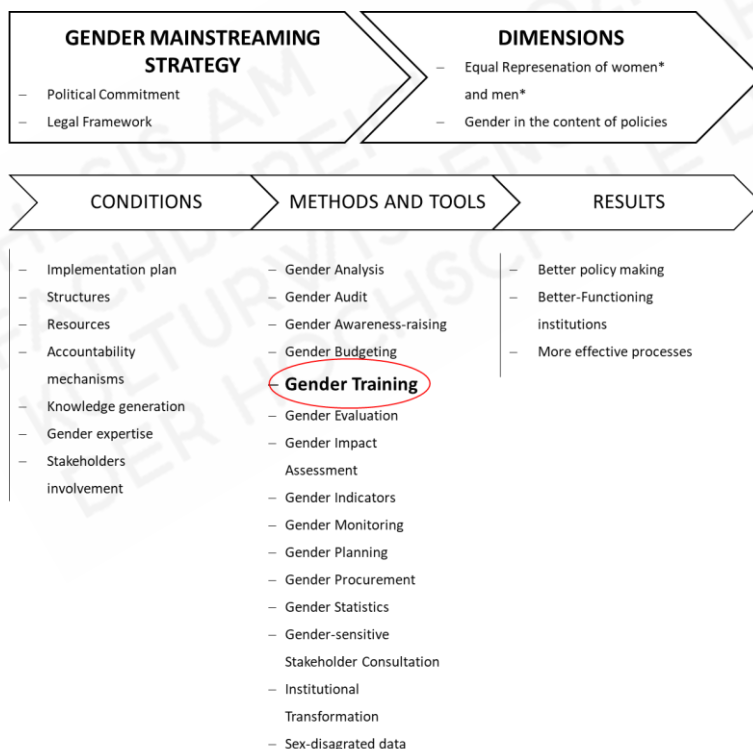 GENDER MAINSTREAMING
STRATEGY
– Political Commitment
– Legal Framework
DIMENSIONS
– Equal Represenation of women*
and men*
– Gender in the content of policies
CONDITIONS
METHODS AND TOOLS
RESULTS
– Implementation plan
– Structures
– Resources
– Accountability
mechanisms
– Knowledge generation
– Gender expertise
– Stakeholders
involvement
– Gender Analysis
– Gender Audit
– Gender Awareness-raising
– Gender Budgeting
– Gender Training
– Gender Evaluation
– Gender Impact
Assessment
– Gender Indicators
– Gender Monitoring
– Gender Planning
– Gender Procurement
– Gender Statistics
– Gender-sensitive
Stakeholder Consultation
– Institutional
Transformation
– Sex-disagrated data
– Better policy making
– Better-Functioning
institutions
– More effective processes